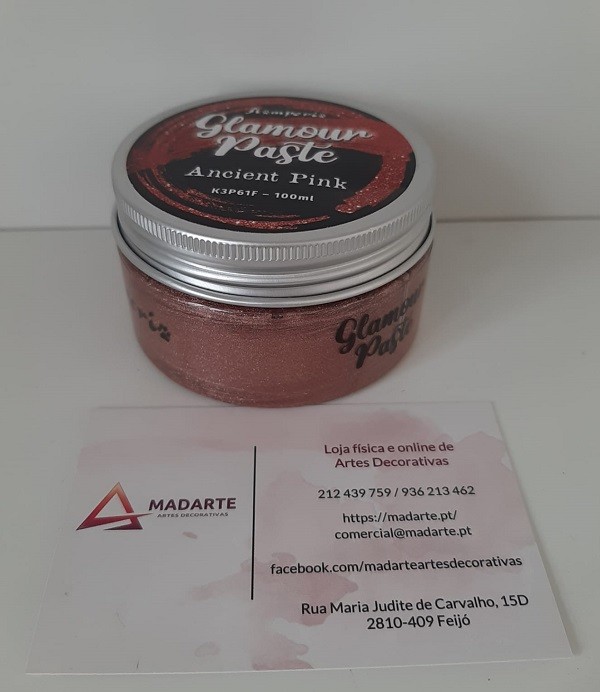 Stamperia
Glamour
Paste
Ancient Pink
K3P61F – 100ml
Glamour
Paste
MADARTE
ARTES DECORATIVAS
Loja física e online de
Artes Decorativas
212 439 759 / 936 213 462
https://madarte.pt/
comercial@madarte.pt
facebook.com/madarteartesdecorativas
Rua Maria Judite de Carvalho, 15D
2810-409 Feijó